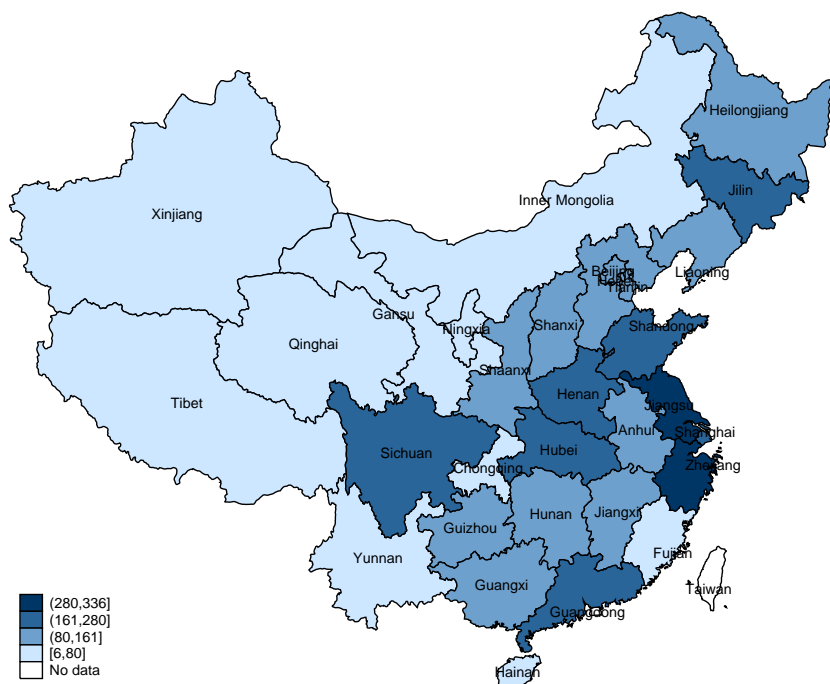 Heilongjiang
Jilin
Xinjiang
Inner Mongolia
Beijing
Liaoning
Tianjin
Gansu
Ningxia
Shanxi
Shandong
Qinghai
Shaanxi
Tibet
Henan
Jiangsu
Anhui
Shanghai
Sichuan
Hubei
Chongqing
Zhejiang
Hunan
Jiangxi
Guizhou
Yunnan
Fujian
Guangxi
Taiwan
Guangdong
Hainan
(280,336]
(161,280]
(80,161]
[6,80]
No data